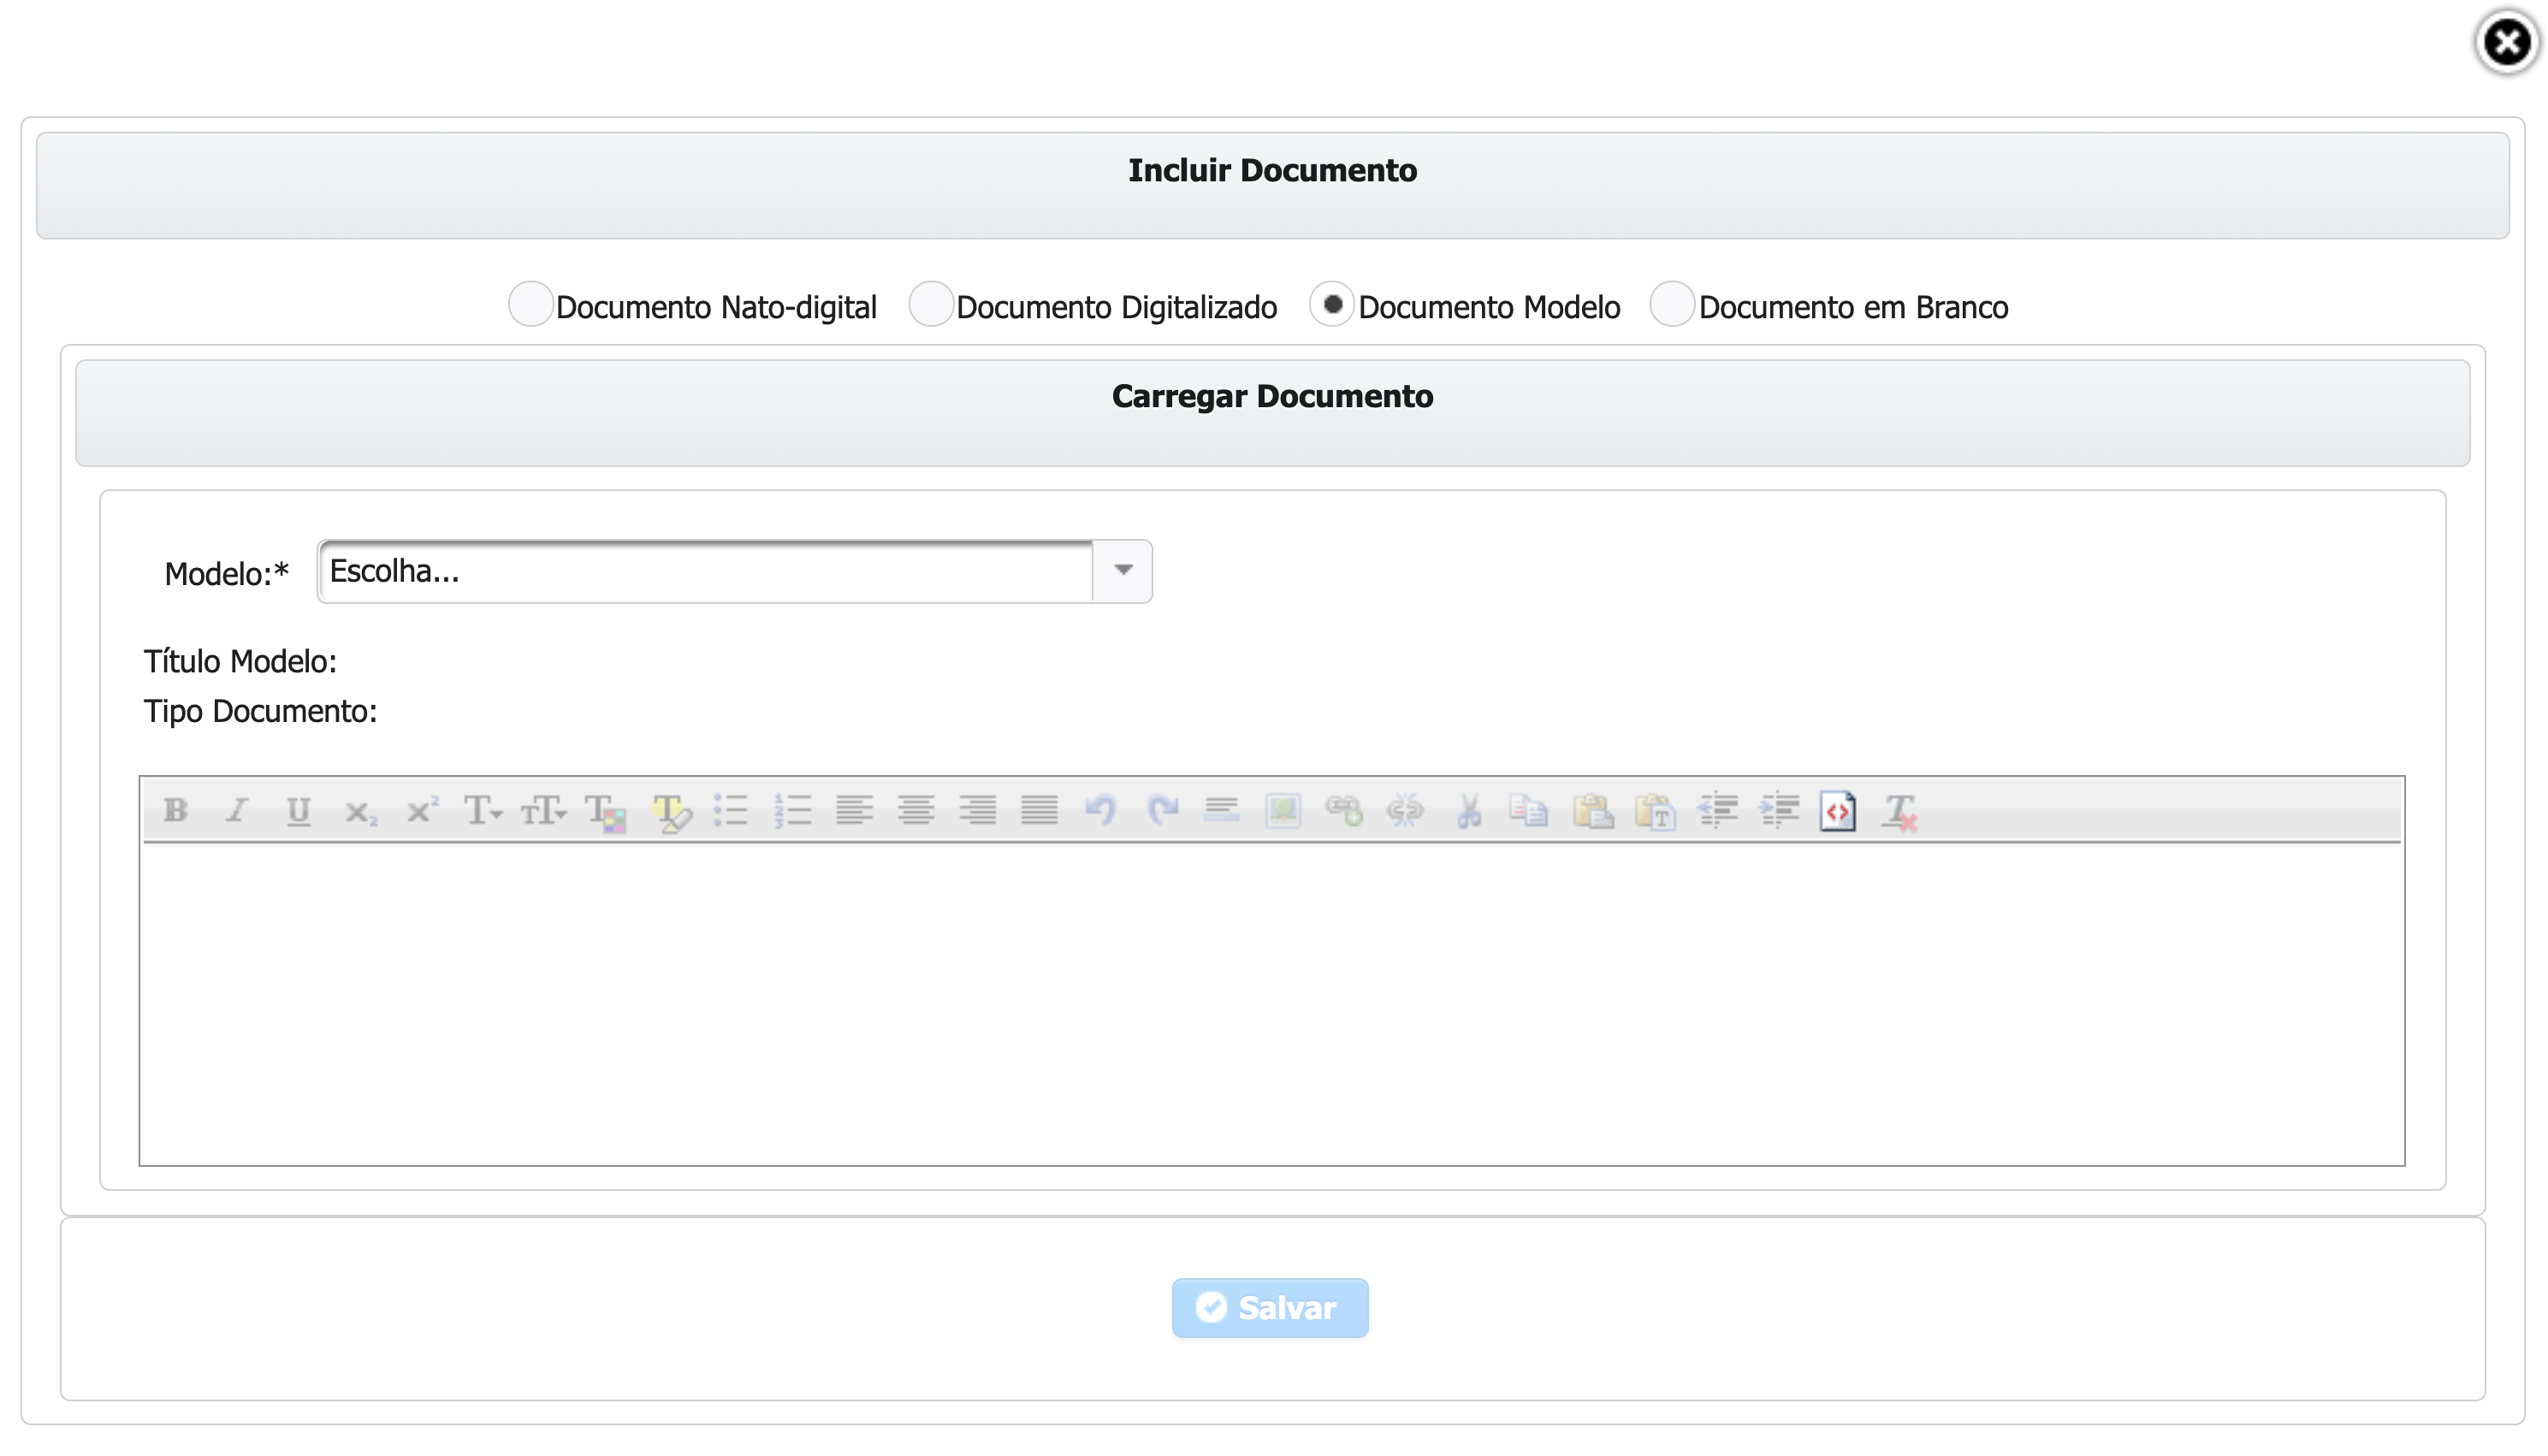 Incluir Documento
Documento Nato-digital Documento Digitalizado Documento Modelo Documento em Branco
Carregar Documento
Modelo:* Escolha...
Título Modelo:
Tipo Documento:
Salvar